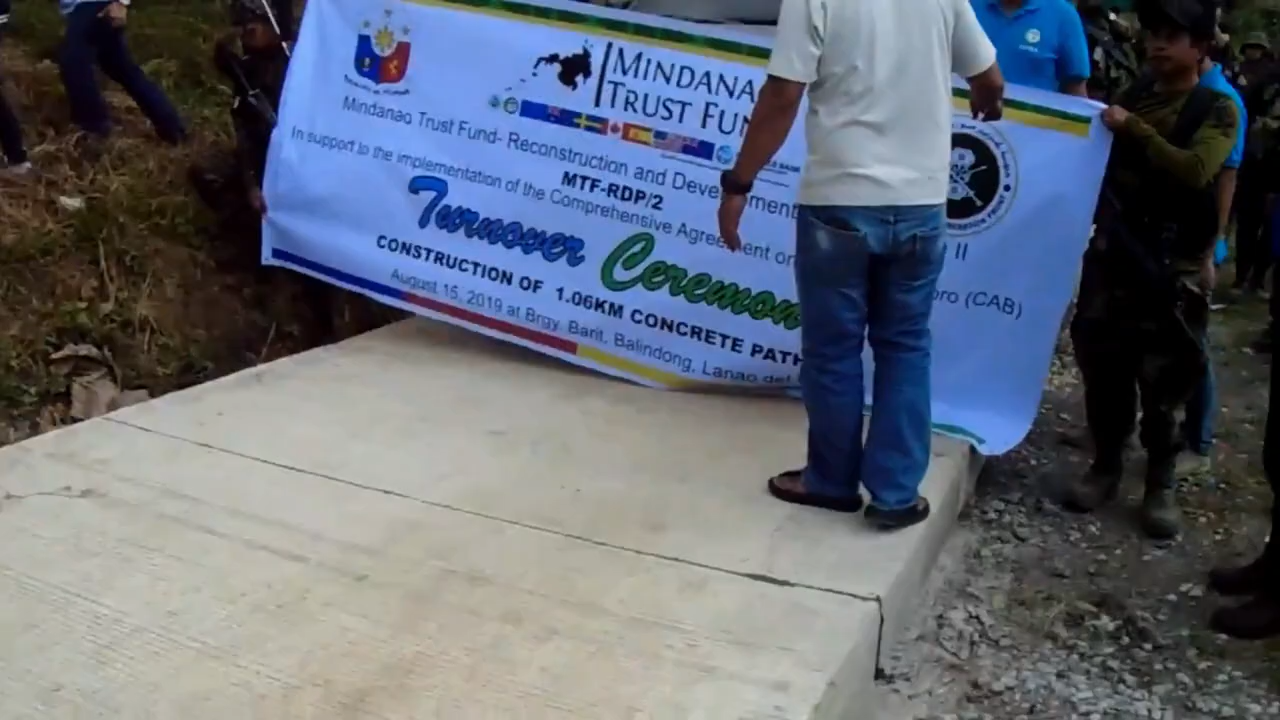 MINDANA
TRUST FUN
Mindanao Trust Fund- Reconstruction and Development II
MTF-RDP/2
In support to the implementation of the Comprehensive Agreement on oro (CAB)
Turnover Ceremon
CONSTRUCTION OF 1.06KM CONCRETE PATH
August 15, 2019 at Brgy. Barit, Balindong, Lanao del